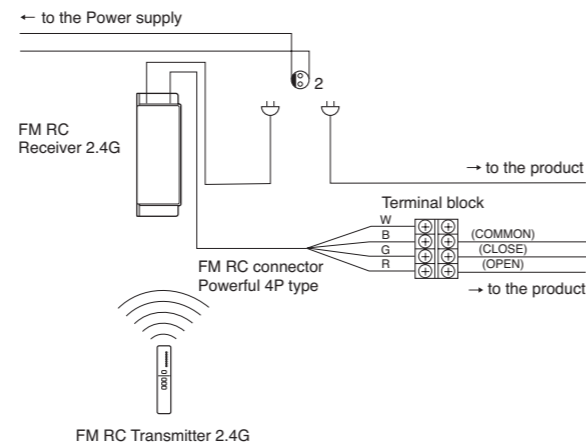 ← to the Power supply
2
FM RC
Receiver 2.4G
→ to the product
Terminal block
W
B
G
R
(COMMON)
(CLOSE)
(OPEN)
FM RC connector
Powerful 4P type
→ to the product
FM RC Transmitter 2.4G